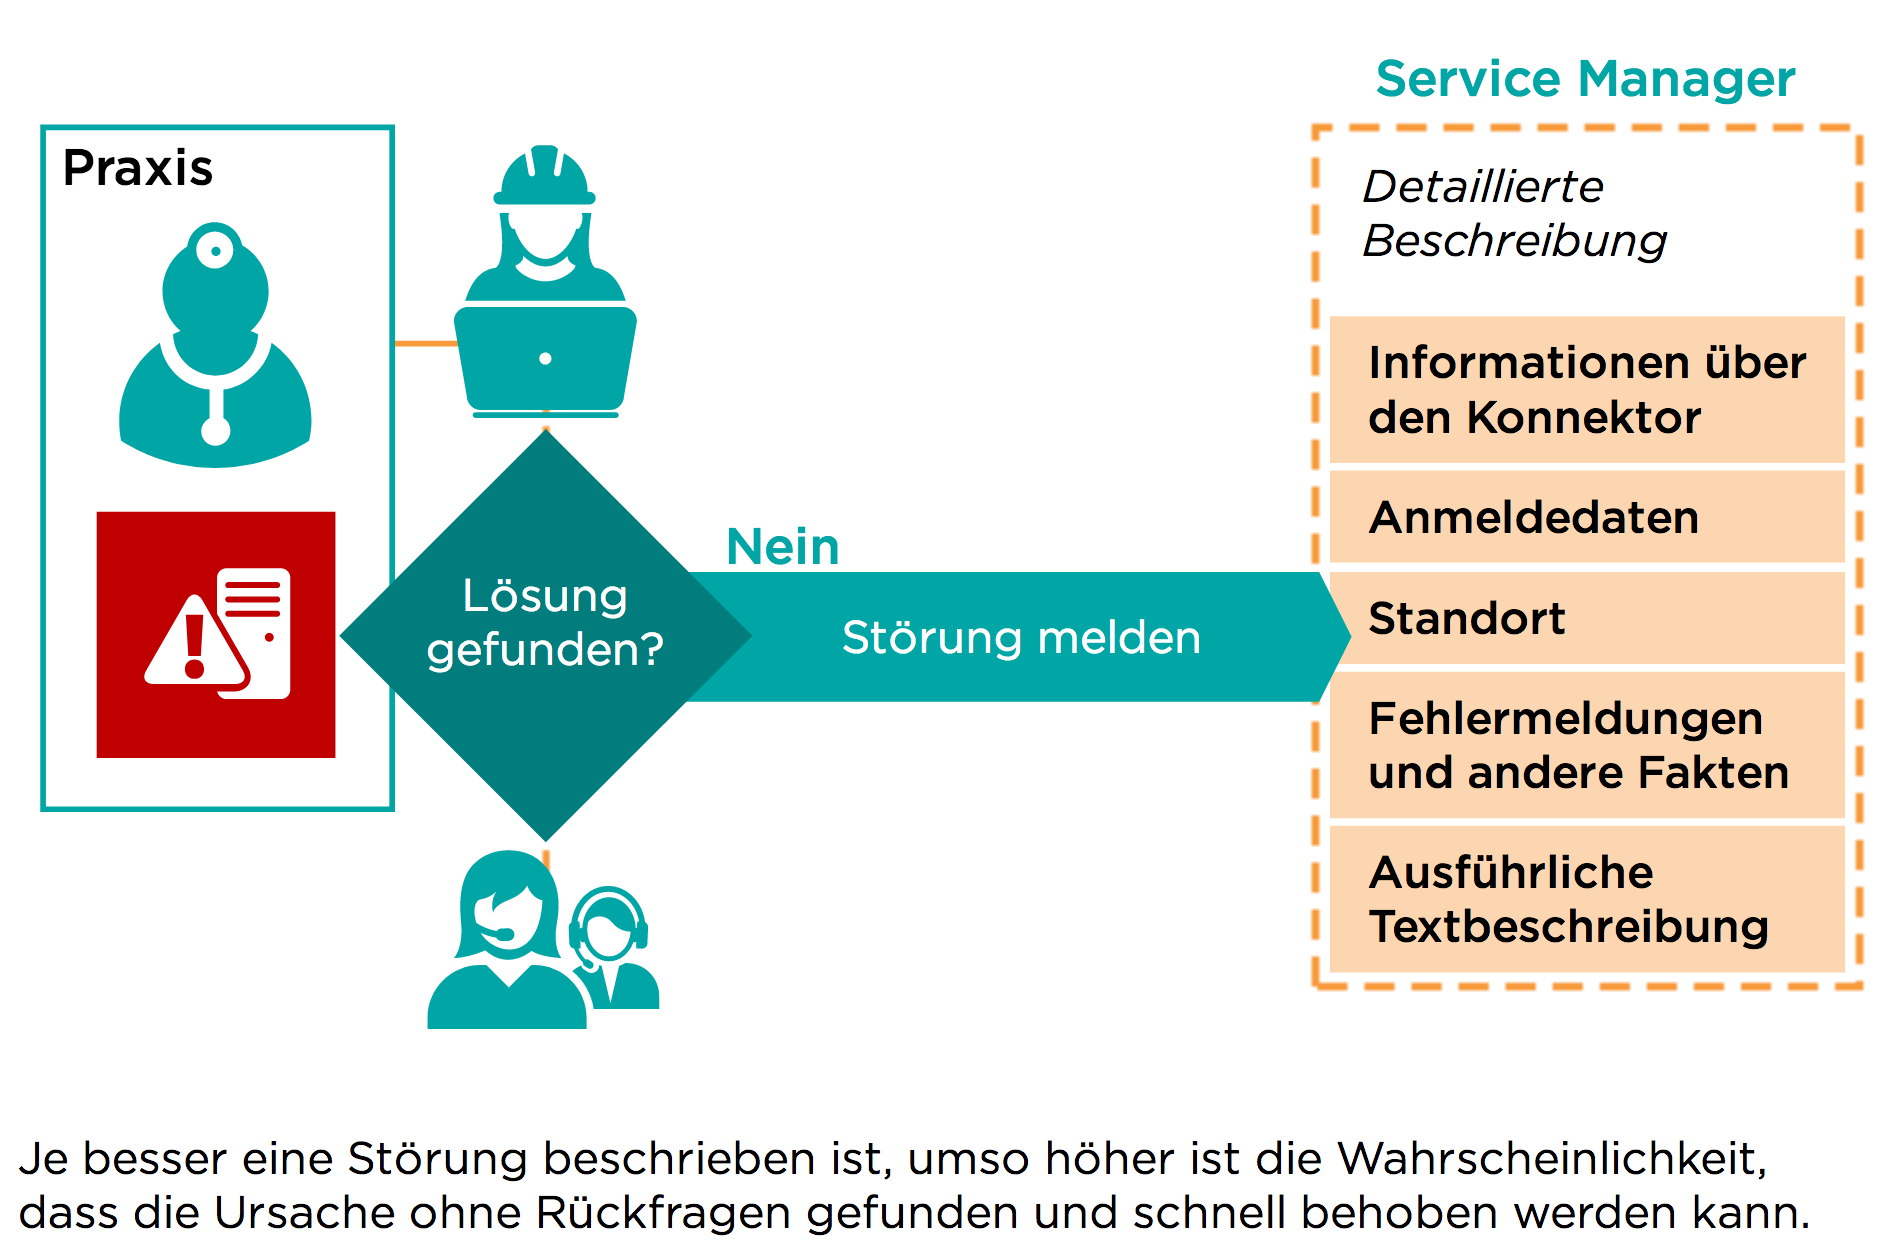 Service Manager
Praxis
Detaillierte
Beschreibung
Informationen über
den Konnektor
Anmeldedaten
Nein
Lösung
gefunden?
Störung melden
Standort
Fehlermeldungen
und andere Fakten
Ausführliche
Textbeschreibung
Je besser eine Störung beschrieben ist, umso höher ist die Wahrscheinlichkeit,
dass die Ursache ohne Rückfragen gefunden und schnell behoben werden kann.